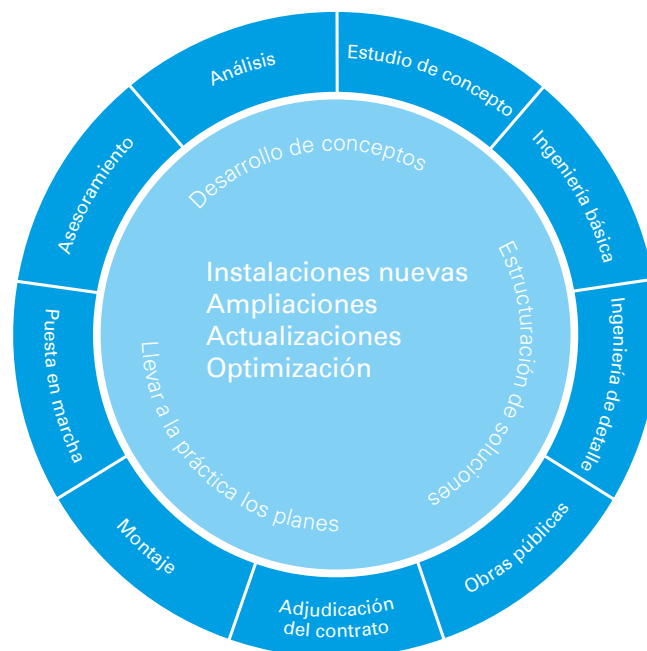 Análisis
Estudio de concepto
Ingeniería básica
Ingeniería de detalle
Obras públicas
Adjudicación
del contrato
Montaje
Puesta en marcha
Asesoramiento
Desarrollo de conceptos
Estructuración de soluciones
Llevar a la práctica los planes
Instalaciones nuevas
Ampliaciones
Actualizaciones
Optimización